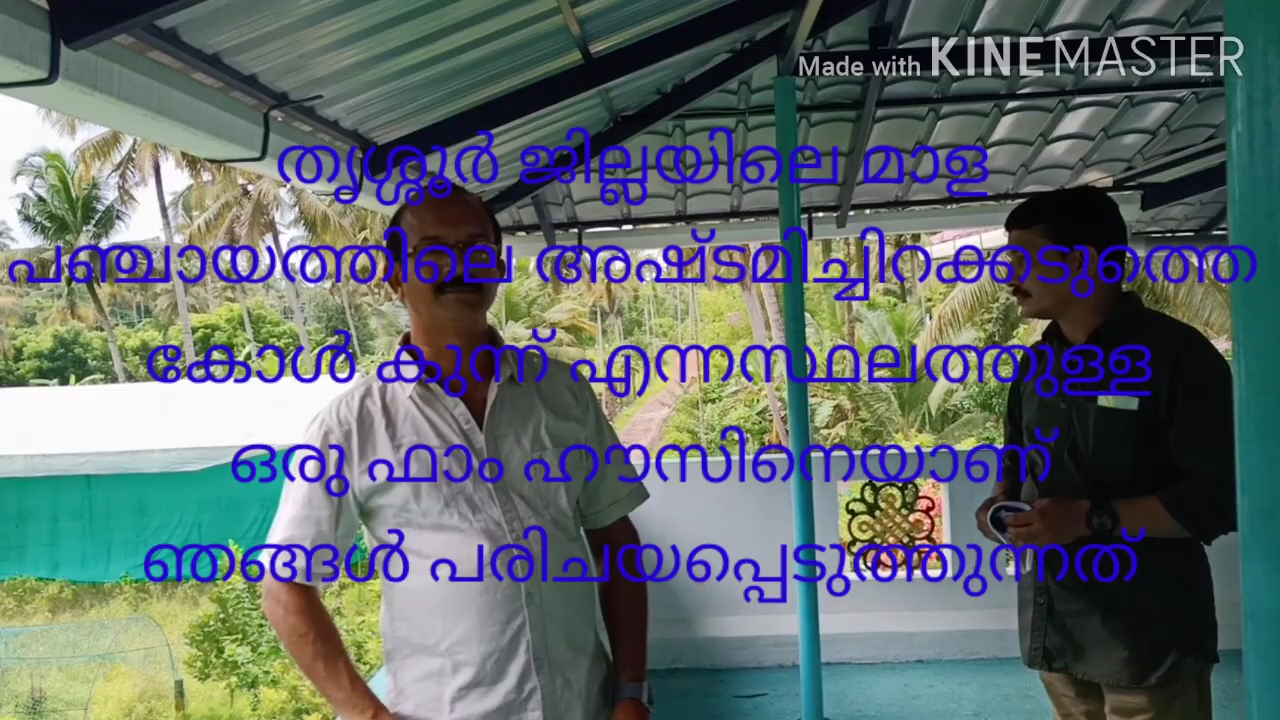 Made with KINEMASTER
തൃശ്ശൂർ ജില്ലയിലെ മാള
പഞ്ചായത്തിലെ അഷ്ടമിച്ചിറക്കടുത്തെ
കോൾ കുന്ന് എന്നസ്ഥലത്തുള്ള
ഒരു ഫാം ഹൗസിനെയാണ്
ഞങ്ങൾ പരിചയപ്പെടുത്തുന്നത്